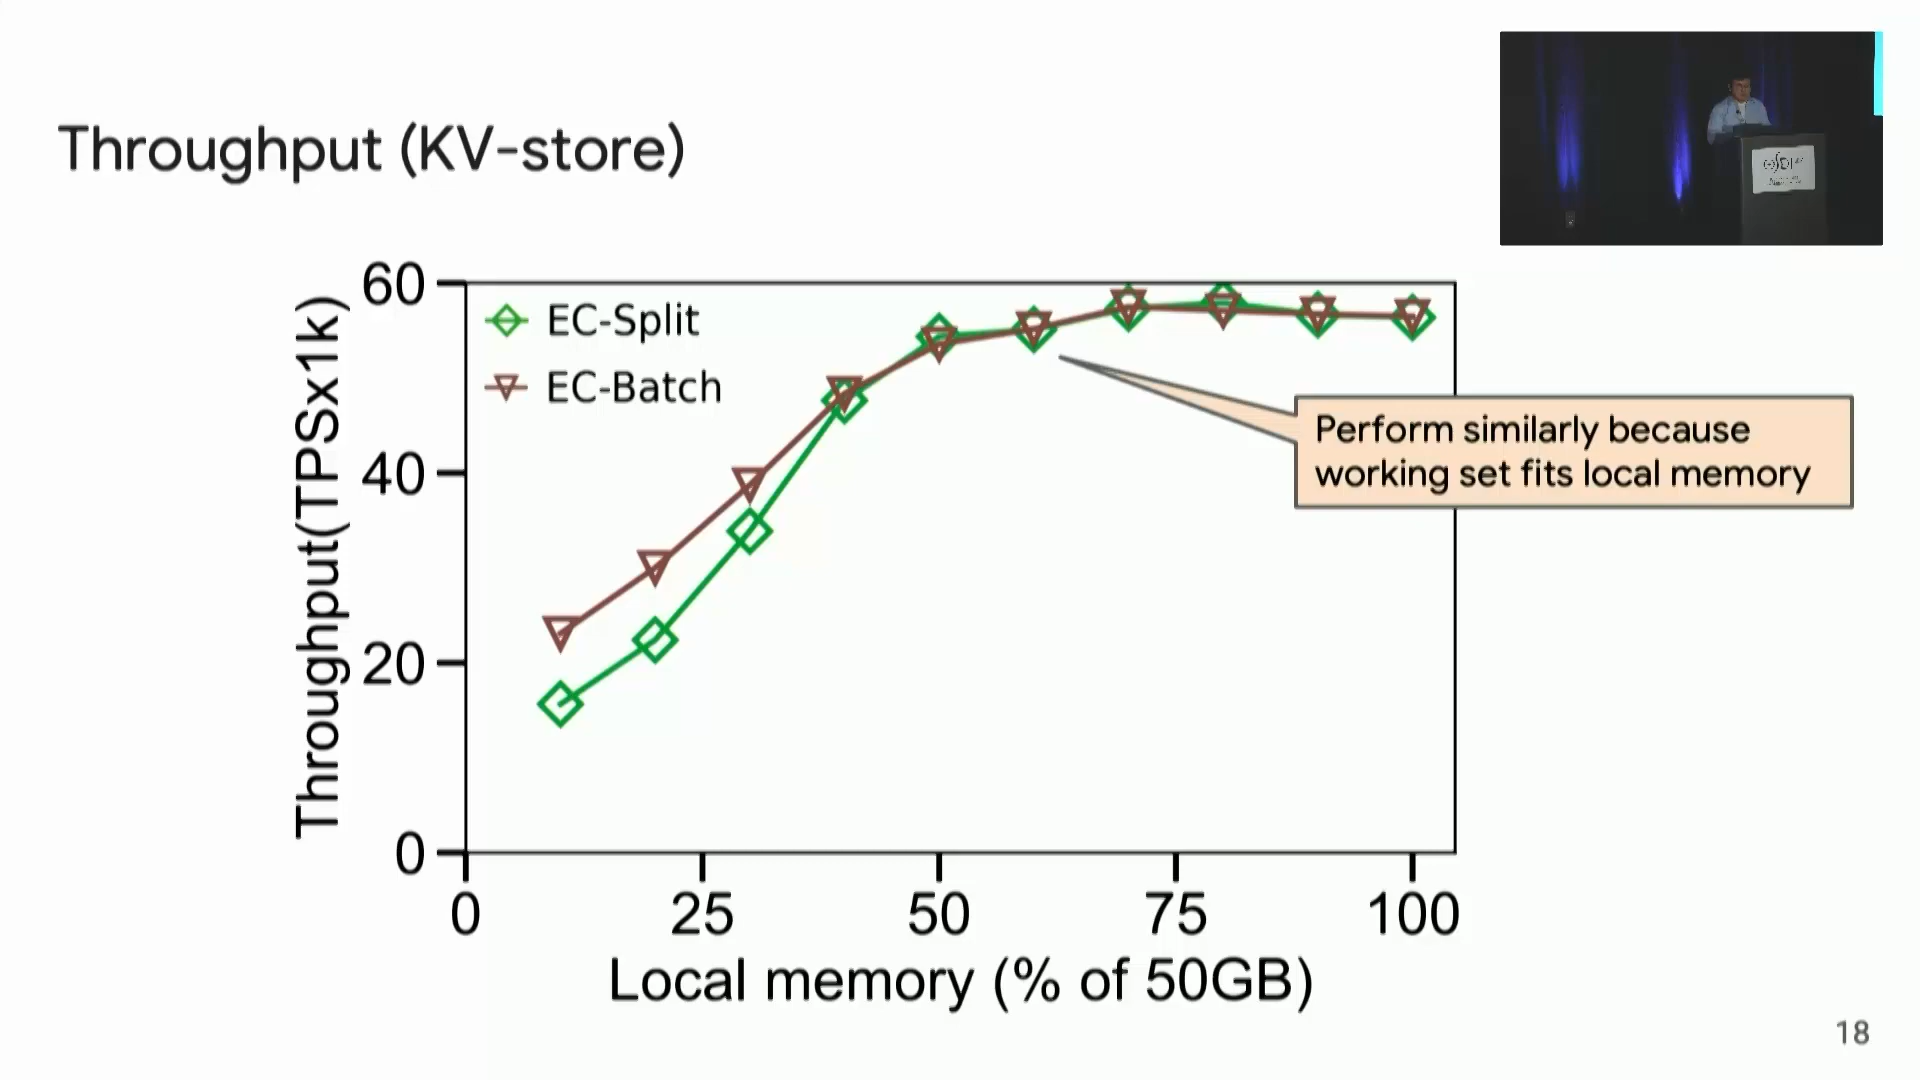 Throughput (KV-store)
Throughput(TPSx1k)
60
40
20
0
EC-Split
EC-Batch
Perform similarly because
working set fits local memory
0 25 50 75 100
Local memory (% of 50GB)
18